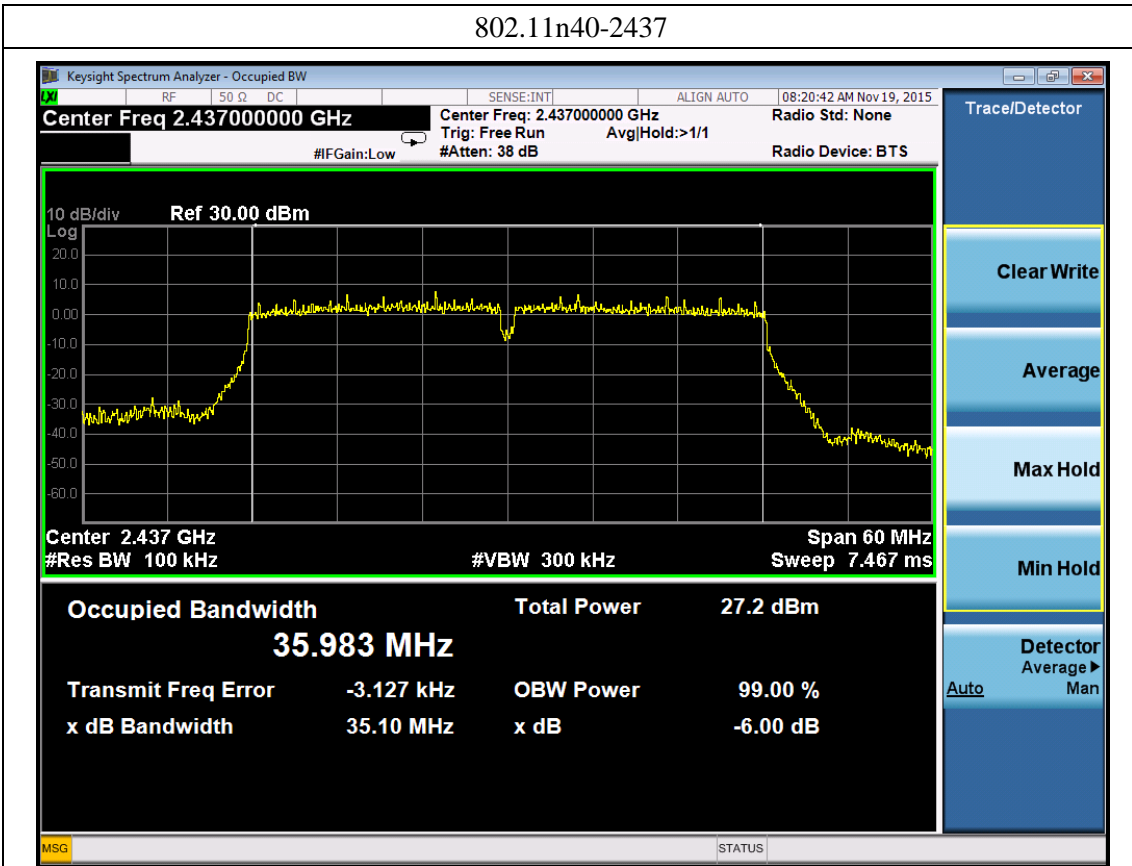 802.11n40-2437
Keysight Spectrum Analyzer - Occupied BW
LXI RF 50 Ω DC SENSE:INT ALIGN AUTO 08:20:42 AM Nov 19, 2015
Center Freq 2.437000000 GHz
Center Freq: 2.437000000 GHz Radio Std: None
Trig: Free Run Avg|Hold:>1/1
#IFGain:Low #Atten: 38 dB Radio Device: BTS
10 dB/div Ref 30.00 dBm
Log
20.0
10.0
0.00
-10.0
-20.0
-30.0
-40.0
-50.0
-60.0
Center 2.437 GHz Span 60 MHz
#Res BW 100 kHz #VBW 300 kHz Sweep 7.467 ms
Occupied Bandwidth Total Power 27.2 dBm
35.983 MHz
Transmit Freq Error -3.127 kHz OBW Power 99.00 %
x dB Bandwidth 35.10 MHz x dB -6.00 dB
Trace/Detector
Clear Write
Average
Max Hold
Min Hold
Detector
Average
Auto Man
MSG STATUS